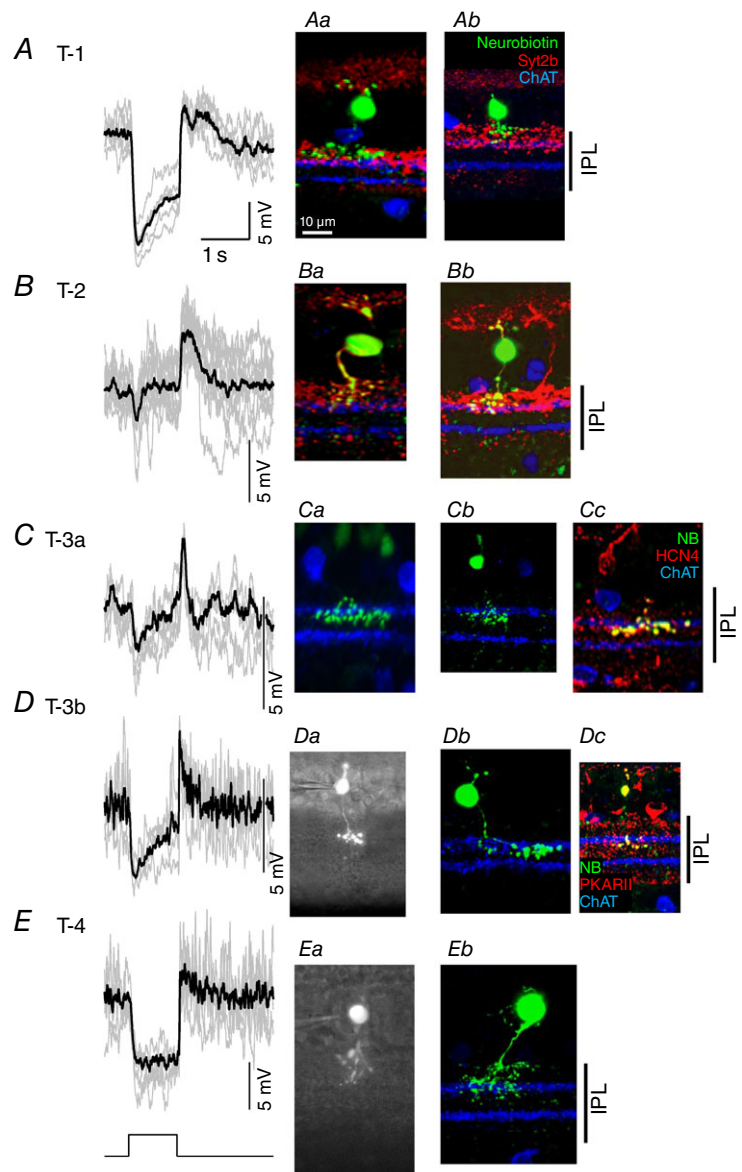 A T-1
Aa
Ab
Neurobiotin
Syt2b
ChAT
IPL
10 µm
5 mV
1 s
B T-2
Ba
Bb
IPL
5 mV
C T-3a
Ca
Cb
Cc
NB
HCN4
ChAT
IPL
5 mV
D T-3b
Da
Db
Dc
NB
PKARII
ChAT
IPL
5 mV
E T-4
Ea
Eb
IPL
5 mV